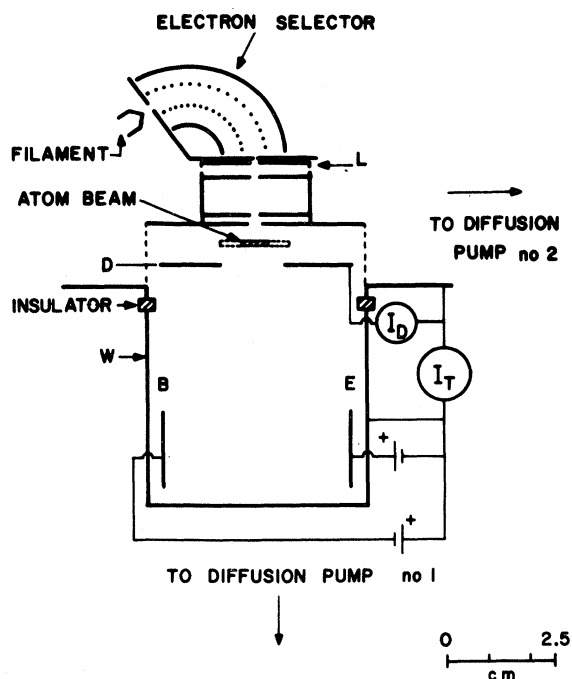 ELECTRON SELECTOR
FILAMENT
L
ATOM BEAM
TO DIFFUSION
PUMP no 2
D
INSULATOR
I_D
W
I_T
B
E
+
+
TO DIFFUSION PUMP no 1
0 2.5
cm